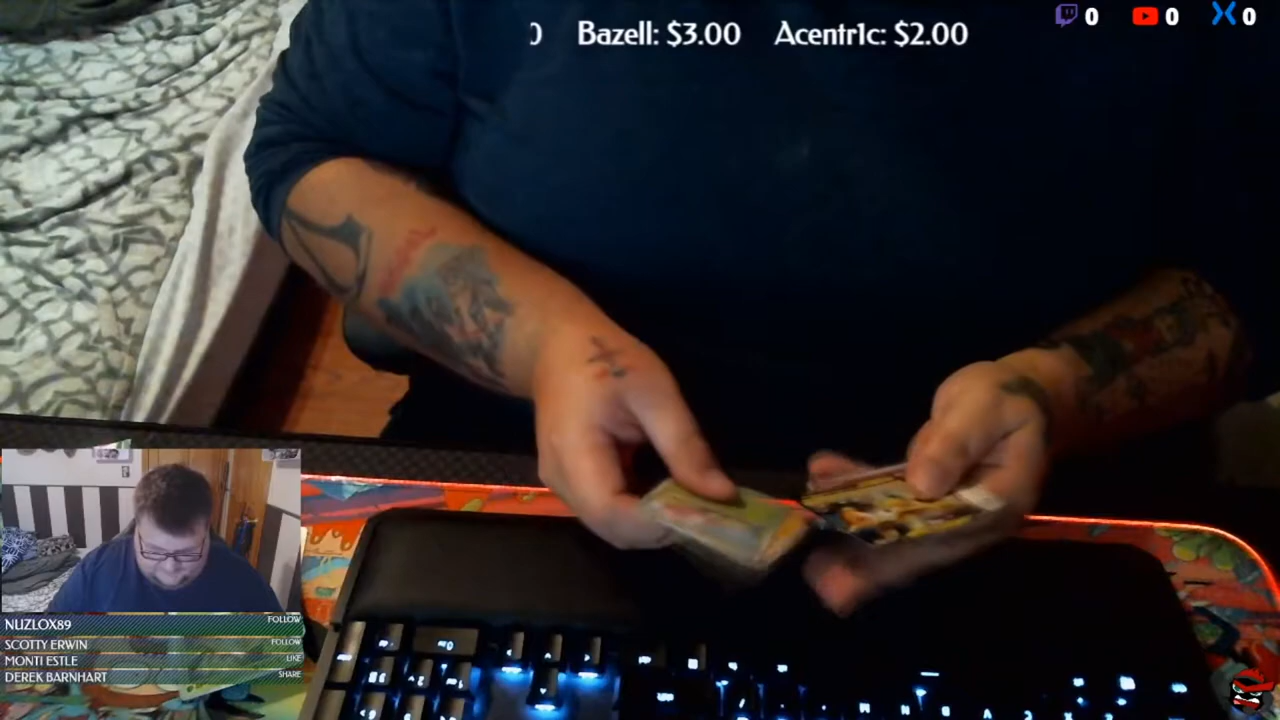 0 Bazell: $3.00 Acentr1c: $2.00
0 0 0
NUZLOX89 FOLLOW
SCOTTY ERWIN FOLLOW
MONTI ESTLE LIKE
DEREK BARNHART SHARE